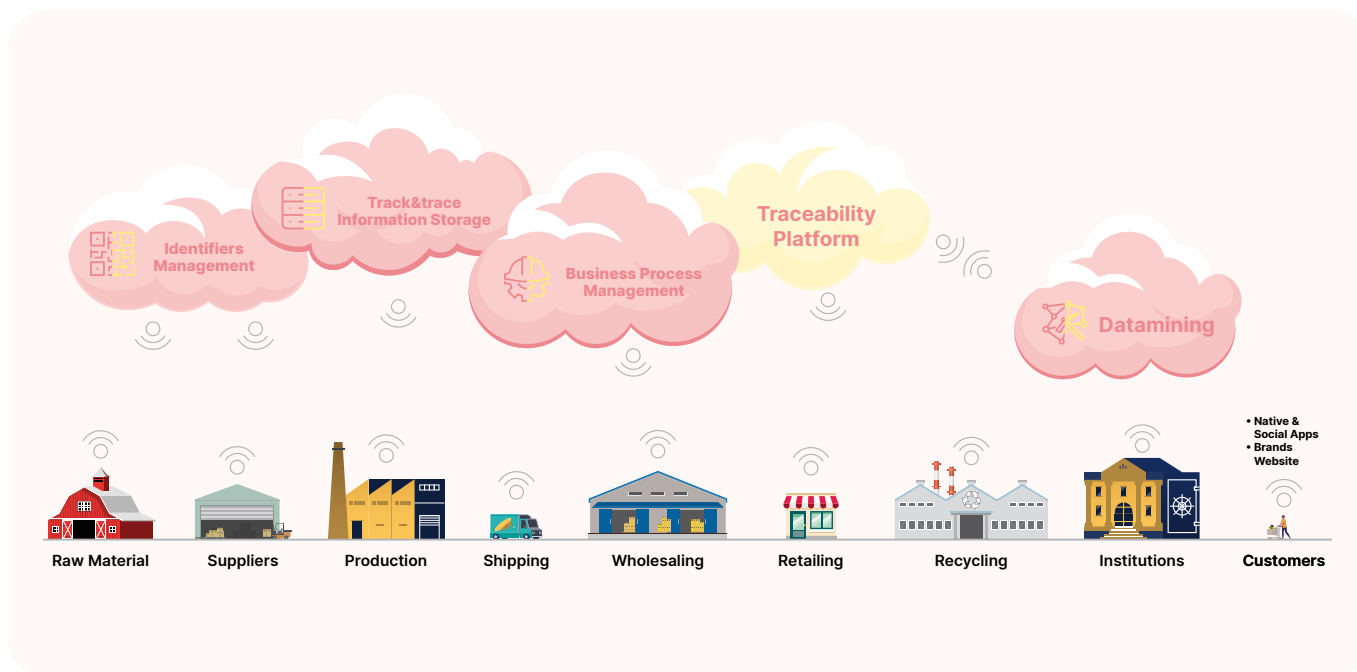 Track&trace
Information Storage
Identifiers
Management
Business Process
Management
Traceability
Platform
Datamining
• Native &
Social Apps
• Brands
Website
Raw Material
Suppliers
Production
Shipping
Wholesaling
Retailing
Recycling
Institutions
Customers